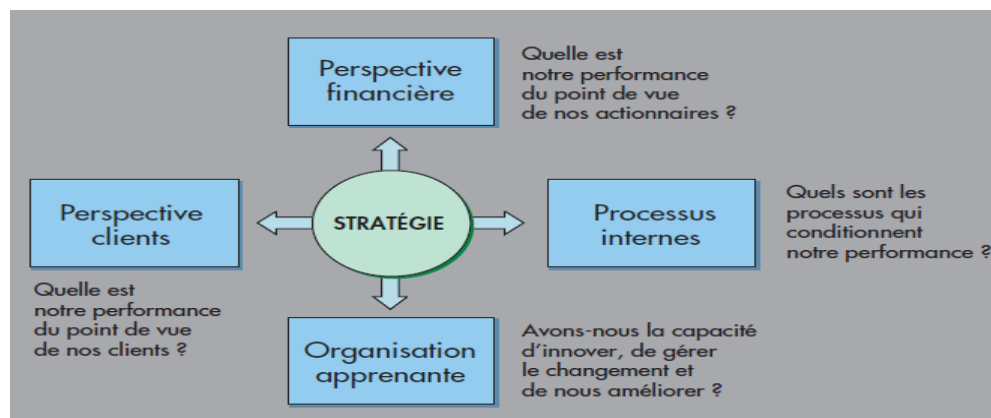 Perspective
financière
Quelle est
notre performance
du point de vue
de nos actionnaires ?
Perspective
clients
Quelle est
notre performance
du point de vue
de nos clients ?
STRATÉGIE
Processus
internes
Quels sont les
processus qui
conditionnent
notre performance ?
Organisation
apprenante
Avons-nous la capacité
d'innover, de gérer
le changement et
de nous améliorer ?